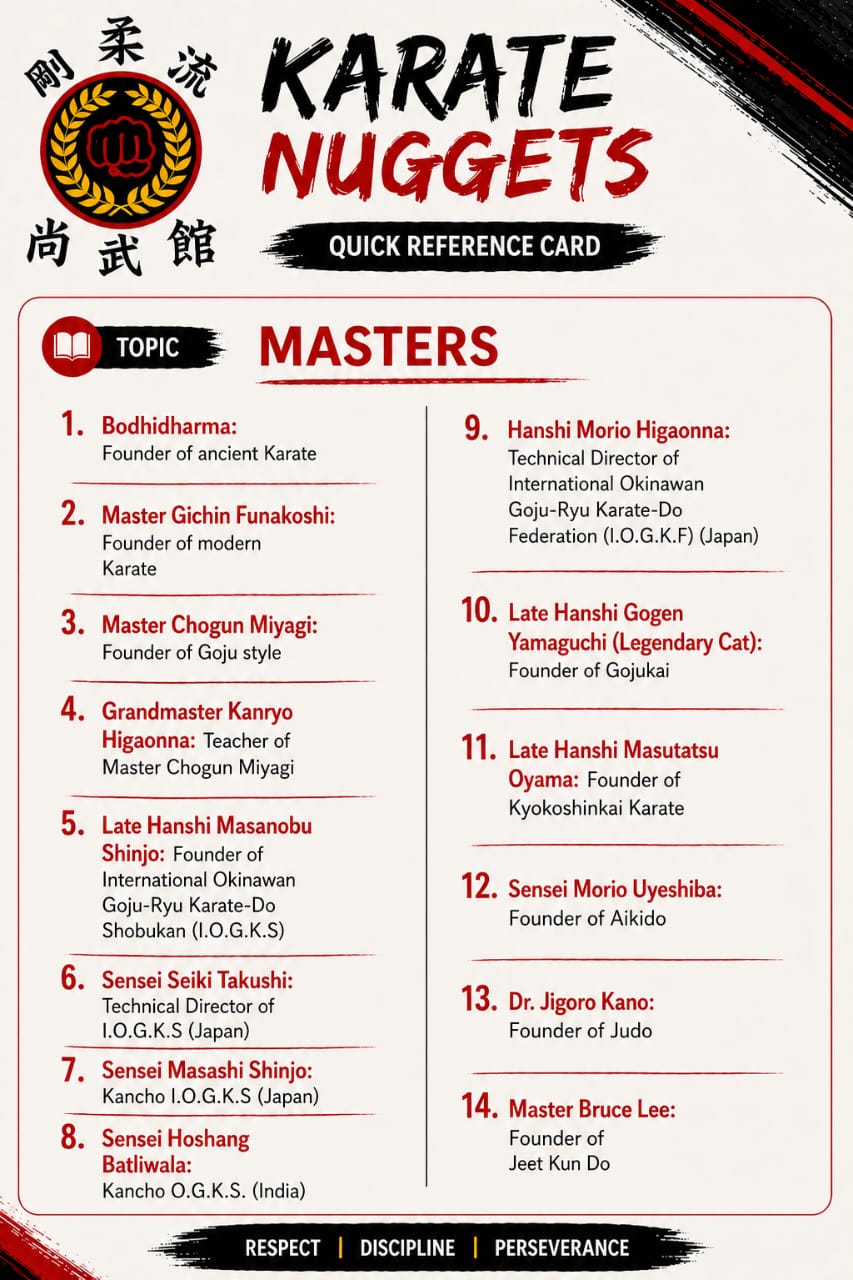 剛柔流
尚武館
KARATE
NUGGETS
QUICK REFERENCE CARD
TOPIC
MASTERS
1. Bodhidharma:
Founder of ancient Karate
2. Master Gichin Funakoshi:
Founder of modern
Karate
3. Master Chogun Miyagi:
Founder of Goju style
4. Grandmaster Kanryo
Higaonna: Teacher of
Master Chogun Miyagi
5. Late Hanshi Masanobu
Shinjo: Founder of
International Okinawan
Goju-Ryu Karate-Do
Shobukan (I.O.G.K.S)
6. Sensei Seiki Takushi:
Technical Director of
I.O.G.K.S (Japan)
7. Sensei Masashi Shinjo:
Kancho I.O.G.K.S (Japan)
8. Sensei Hoshang
Batliwala:
Kancho O.G.K.S. (India)
9. Hanshi Morio Higaonna:
Technical Director of
International Okinawan
Goju-Ryu Karate-Do
Federation (I.O.G.K.F) (Japan)
10. Late Hanshi Gogen
Yamaguchi (Legendary Cat):
Founder of Gojukai
11. Late Hanshi Masutatsu
Oyama: Founder of
Kyokoshinkai Karate
12. Sensei Morio Uyeshiba:
Founder of Aikido
13. Dr. Jigoro Kano:
Founder of Judo
14. Master Bruce Lee:
Founder of
Jeet Kun Do
RESPECT | DISCIPLINE | PERSEVERANCE